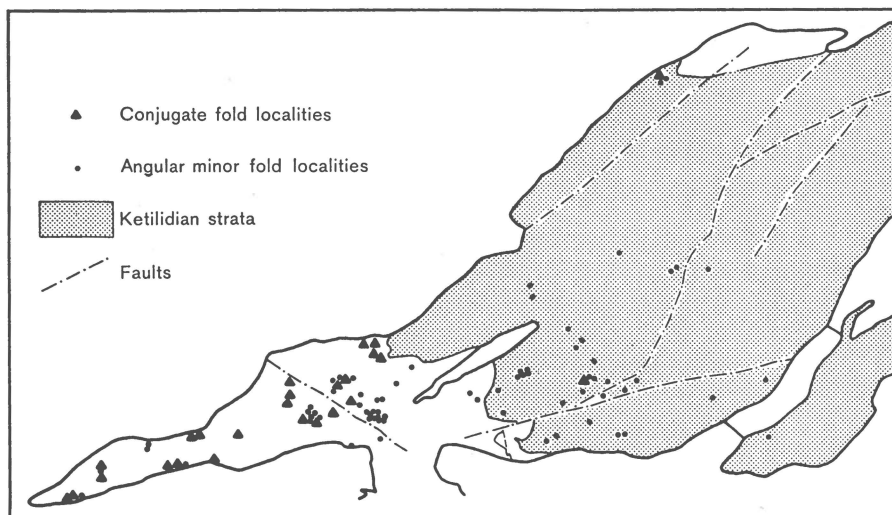 Conjugate fold localities
Angular minor fold localities
Ketilidian strata
Faults